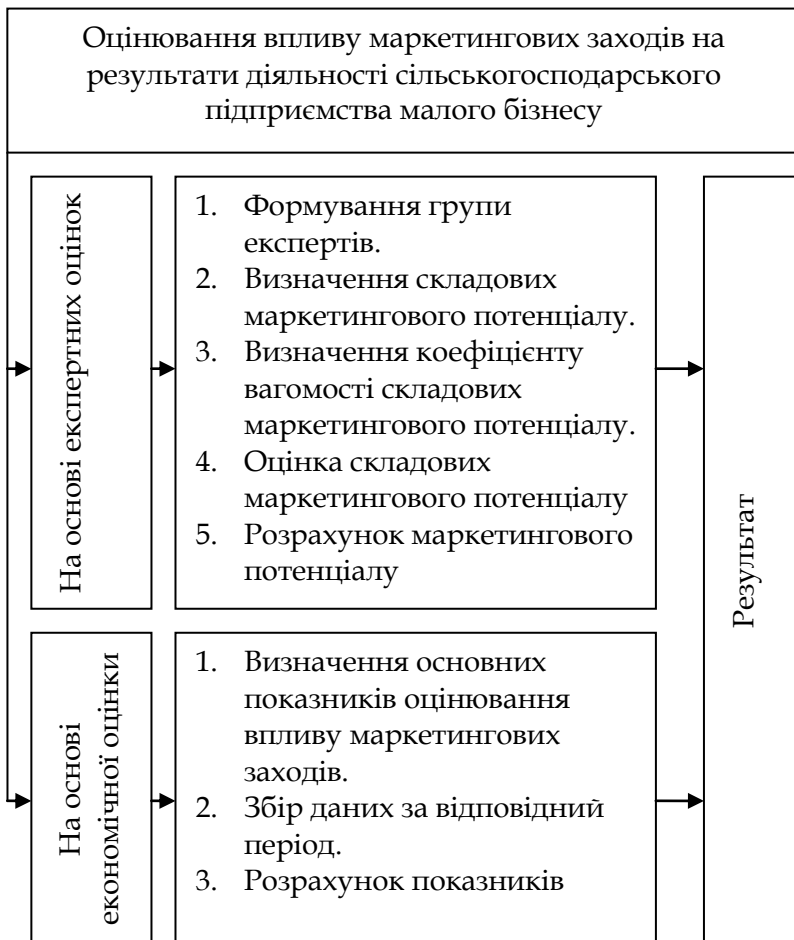 Оцінювання впливу маркетингових заходів на
результати діяльності сільськогосподарського
підприємства малого бізнесу
На основі експертних оцінок
1. Формування групи
експертів.
2. Визначення складових
маркетингового потенціалу.
3. Визначення коефіцієнту
вагомості складових
маркетингового потенціалу.
4. Оцінка складових
маркетингового потенціалу
5. Розрахунок маркетингового
потенціалу
Результат
На основі
економічної оцінки
1. Визначення основних
показників оцінювання
впливу маркетингових
заходів.
2. Збір даних за відповідний
період.
3. Розрахунок показників